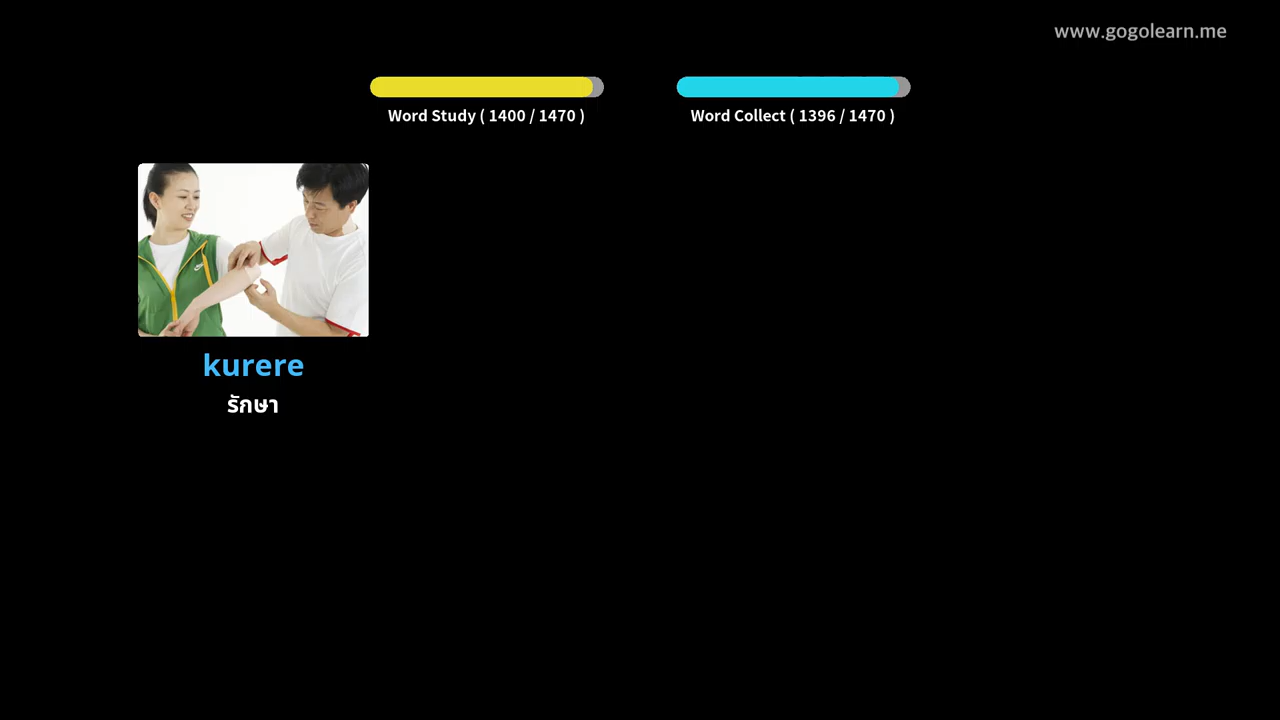 www.gogolearn.me
Word Study ( 1400 / 1470 )
Word Collect ( 1396 / 1470 )
kurere
รักษา